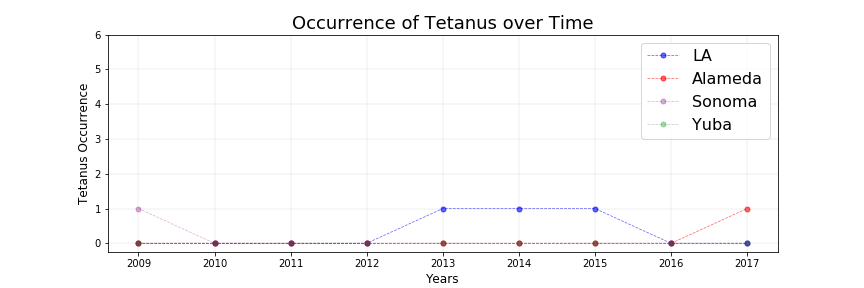 Occurrence of Tetanus over Time
Tetanus Occurrence
6
5
4
3
2
1
0
LA
Alameda
Sonoma
Yuba
2009 2010 2011 2012 2013 2014 2015 2016 2017
Years